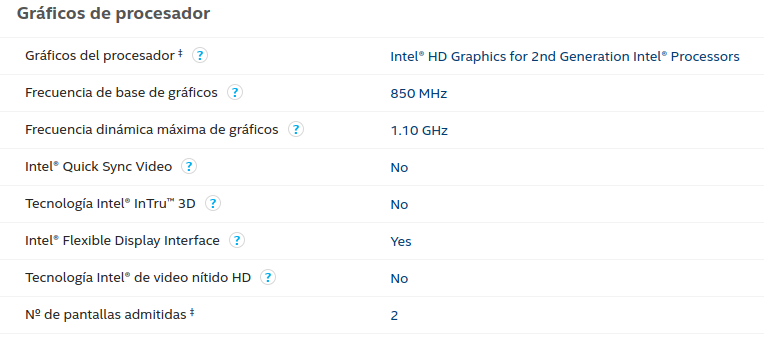 Gráficos de procesador
Gráficos del procesador ‡ ? Intel® HD Graphics for 2nd Generation Intel® Processors
Frecuencia de base de gráficos ? 850 MHz
Frecuencia dinámica máxima de gráficos ? 1.10 GHz
Intel® Quick Sync Video ? No
Tecnología Intel® InTru™ 3D ? No
Intel® Flexible Display Interface ? Yes
Tecnología Intel® de video nítido HD ? No
Nº de pantallas admitidas ‡ 2